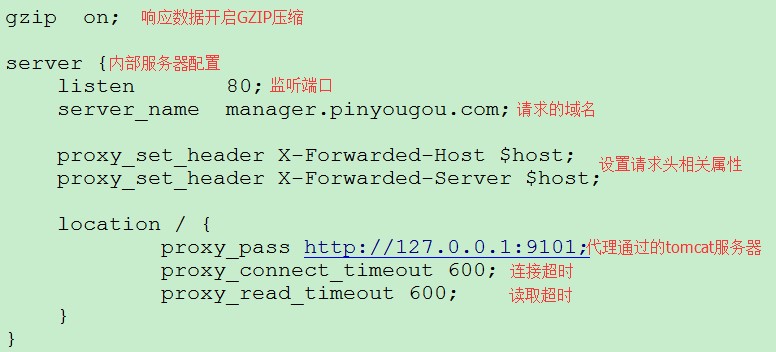 gzip on; 响应数据开启GZIP压缩
server {内部服务器配置
listen 80; 监听端口
server_name manager.pinyougou.com; 请求的域名
proxy_set_header X-Forwarded-Host $host;
设置请求头相关属性
proxy_set_header X-Forwarded-Server $host;
location / {
proxy_pass http://127.0.0.1:9101;代理通过的tomcat服务器
proxy_connect_timeout 600; 连接超时
proxy_read_timeout 600; 读取超时
}
}